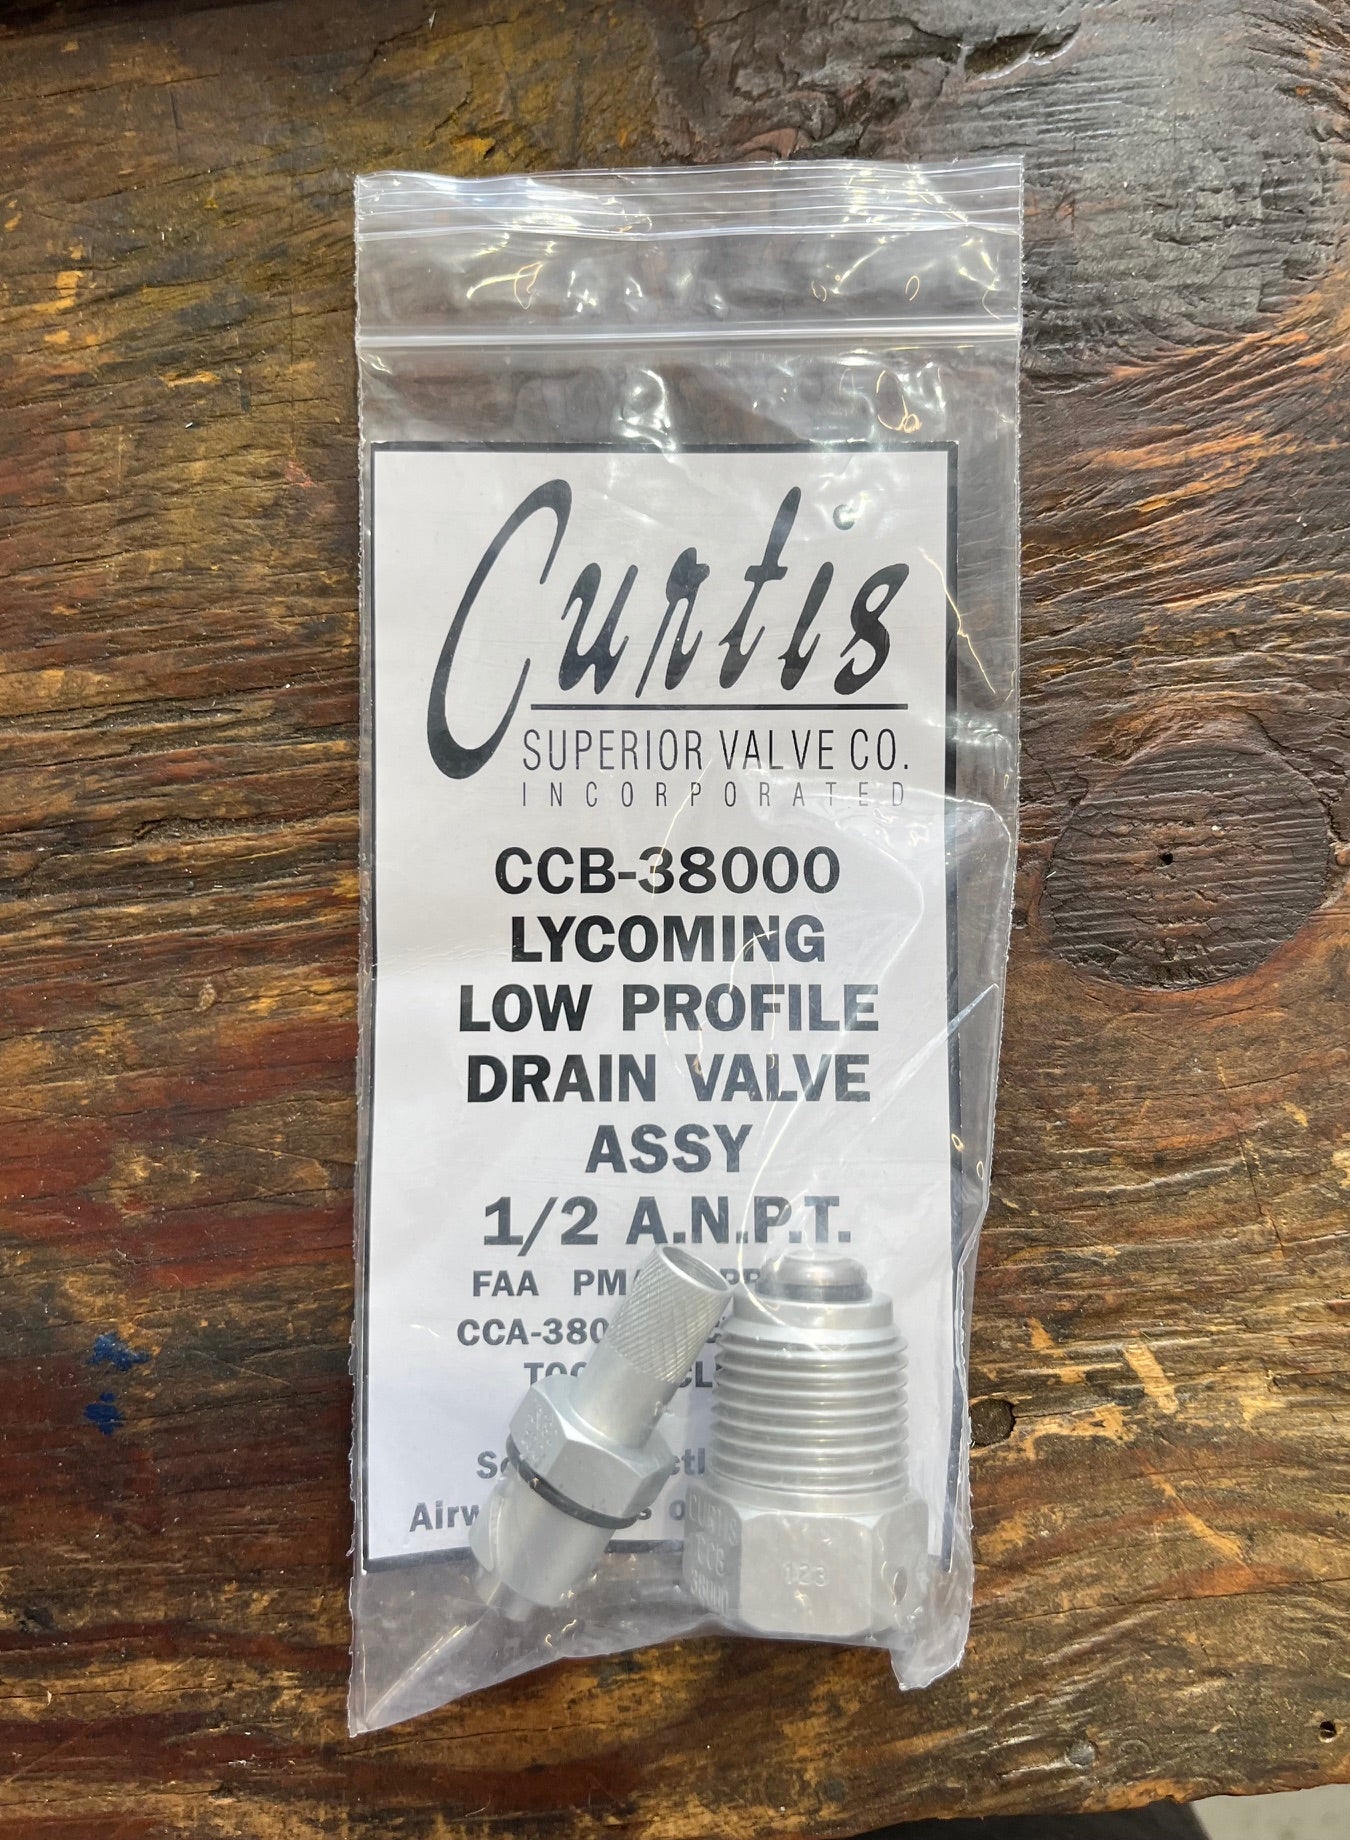 Curtis
SUPERIOR VALVE CO.
INCORPORATED
CCB-38000
LYCOMING
LOW PROFILE
DRAIN VALVE
ASSY
1/2 A.N.P.T.
FAA
CURTIS
CCB
38000
123